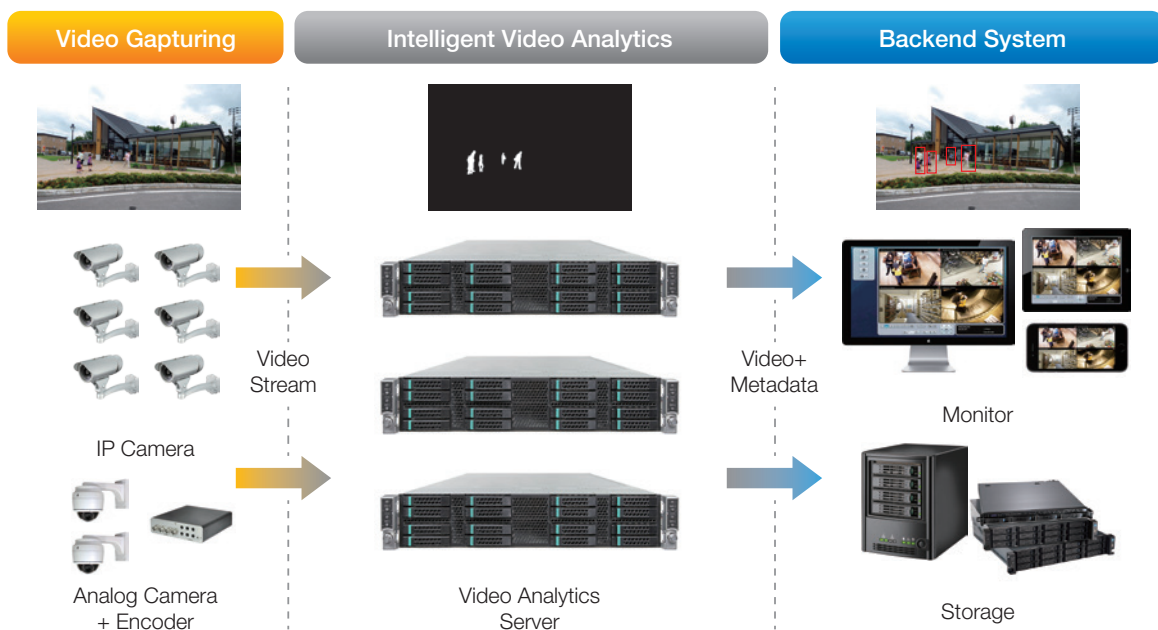 Video Gapturing
Intelligent Video Analytics
Backend System
Video
Stream
Video+
Metadata
IP Camera
Monitor
Analog Camera
+ Encoder
Video Analytics
Server
Storage